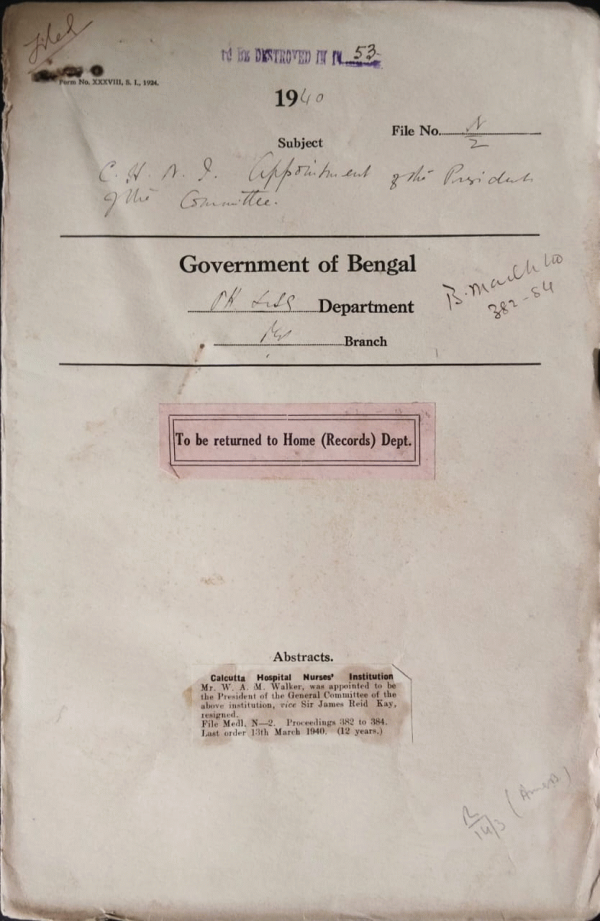 Filed
Form No. XXXVIII, S. I., 1924.
TO BE DESTROYED IN 53
1940
File No. N/2
Subject
C. H. N. I. Appointment of the President
of the Committee.
Government of Bengal
Department
Branch
B. March 40
382-84
To be returned to Home (Records) Dept.
Abstracts.
Calcutta Hospital Nurses' Institution
Mr. W. A. M. Walker, was appointed to be
the President of the General Committee of the
above institution, vice Sir James Reid Kay,
resigned.
File Medl. N—2. Proceedings 382 to 384.
Last order 13th March 1940. (12 years.)
14/3